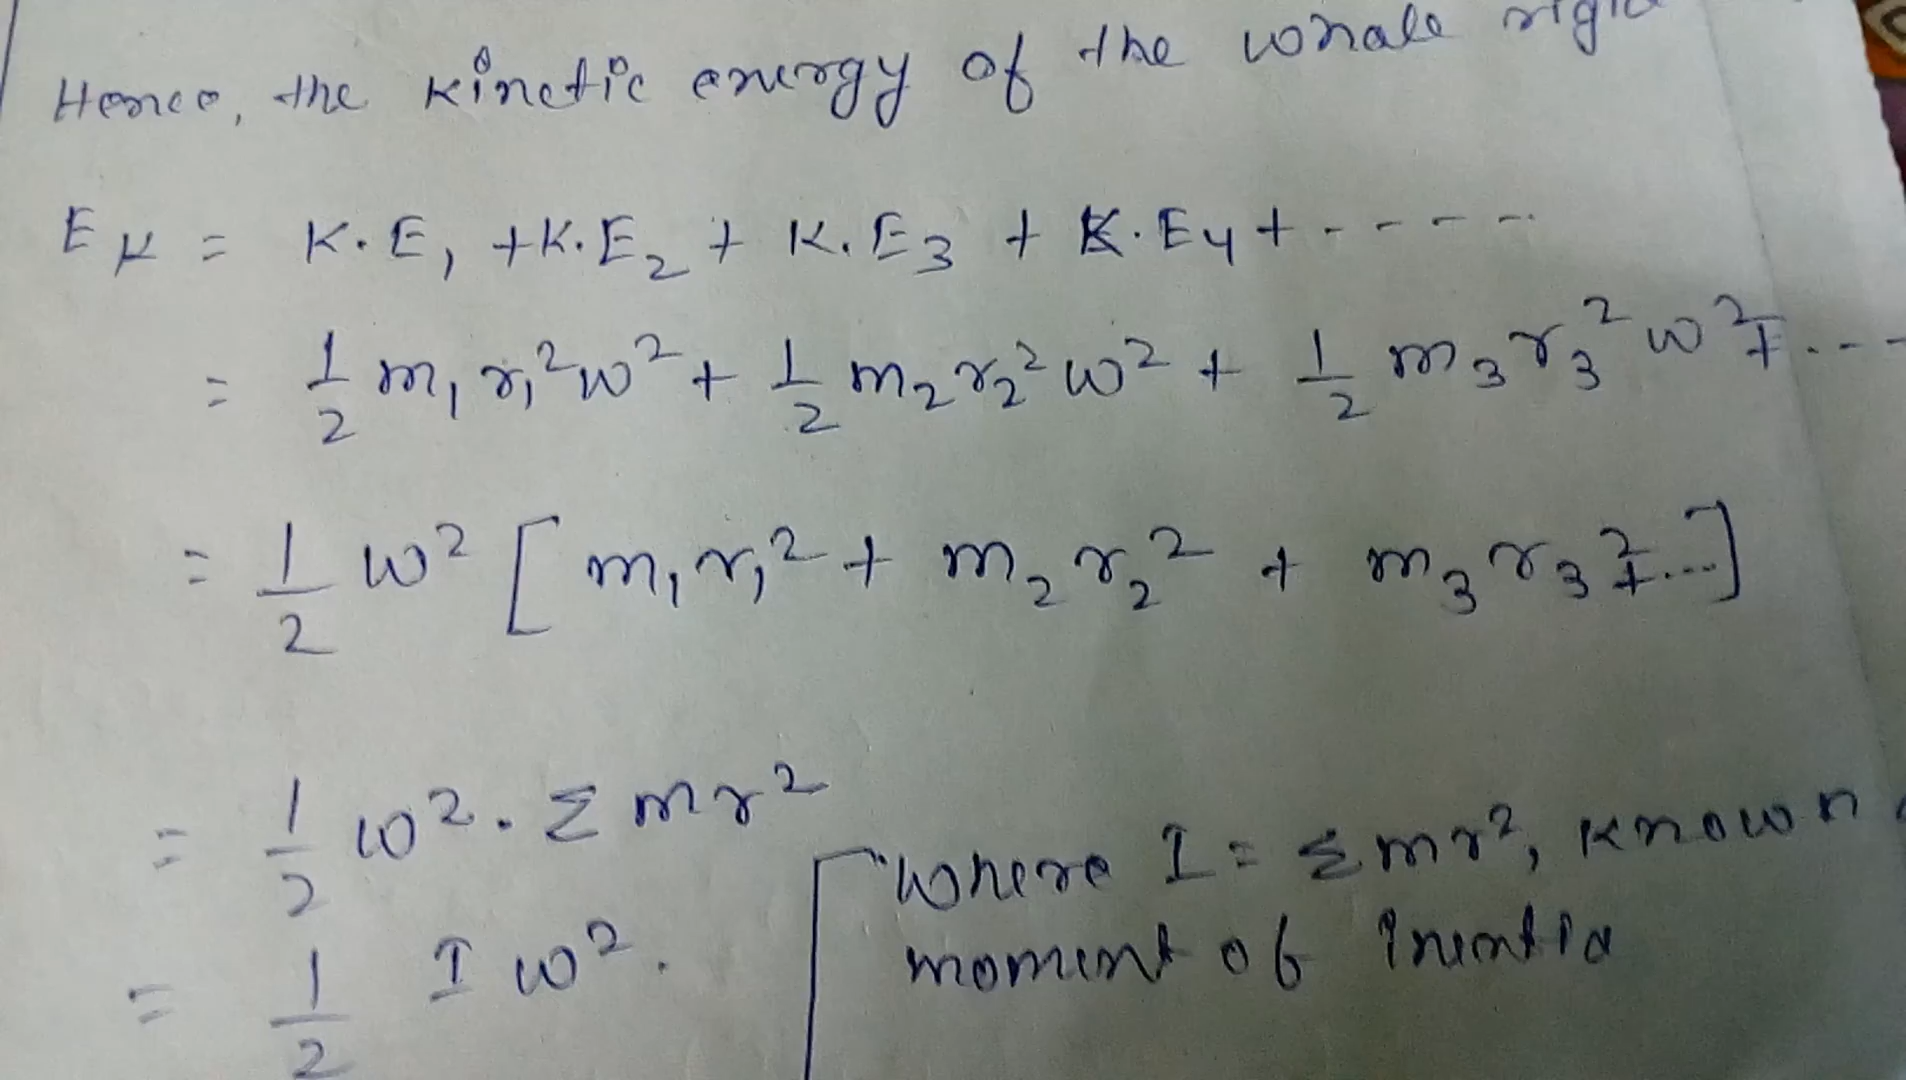 Hence, the kinetic energy of the whole rigid
E_K = K.E_1 + K.E_2 + K.E_3 + K.E_4 + - - - - -
= 1/2 m_1 r_1^2 ω^2 + 1/2 m_2 r_2^2 ω^2 + 1/2 m_3 r_3^2 ω^2 + ...
= 1/2 ω^2 [ m_1 r_1^2 + m_2 r_2^2 + m_3 r_3^2 + ... ]
= 1/2 ω^2 . Σ m r^2
= 1/2 I ω^2.
where I = Σ m r^2, known
moment of inertia